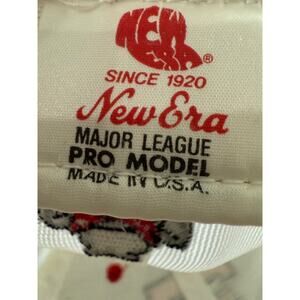 NEW
ERA®
SINCE 1920
New Era
MAJOR LEAGUE
PRO MODEL
MADE IN U.S.A.